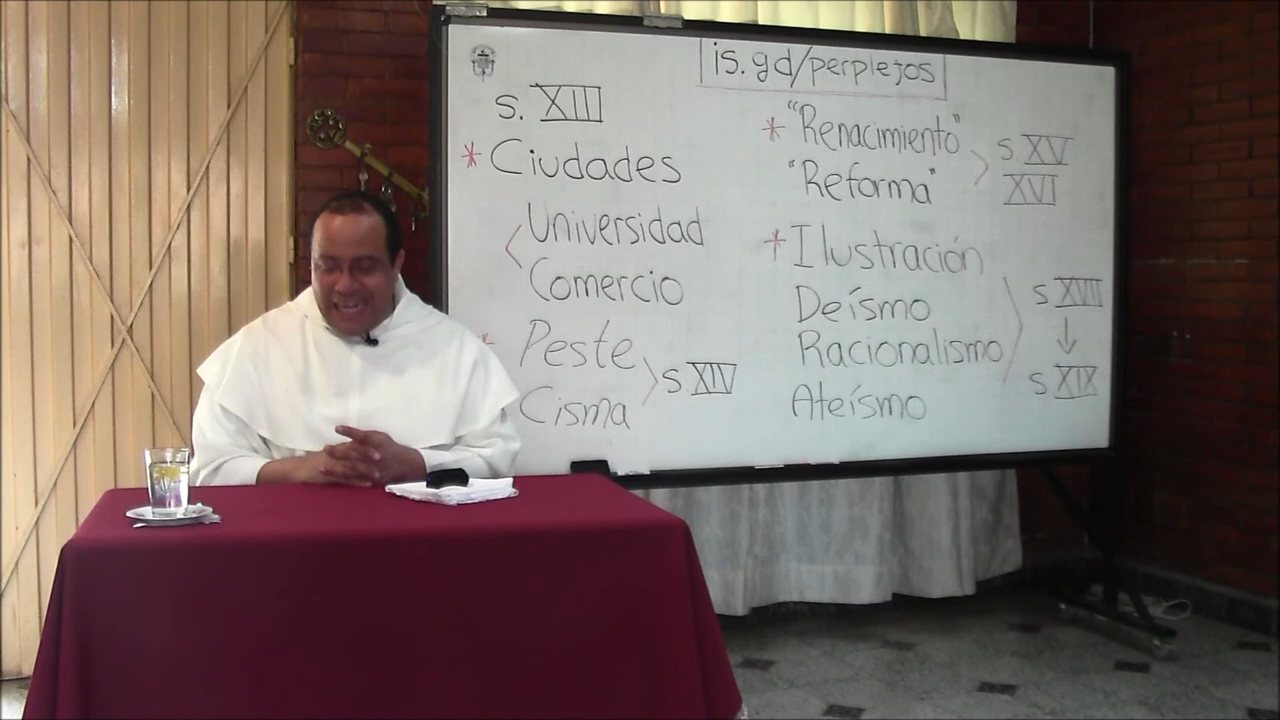 is.gd/perplejos
s. XIII
* Ciudades
Universidad
Comercio
* Peste
Cisma
s. XIV
* "Renacimiento"
"Reforma"
s XV
XVI
* Ilustración
Deísmo
Racionalismo
Ateísmo
s XVII
↓
s XIX